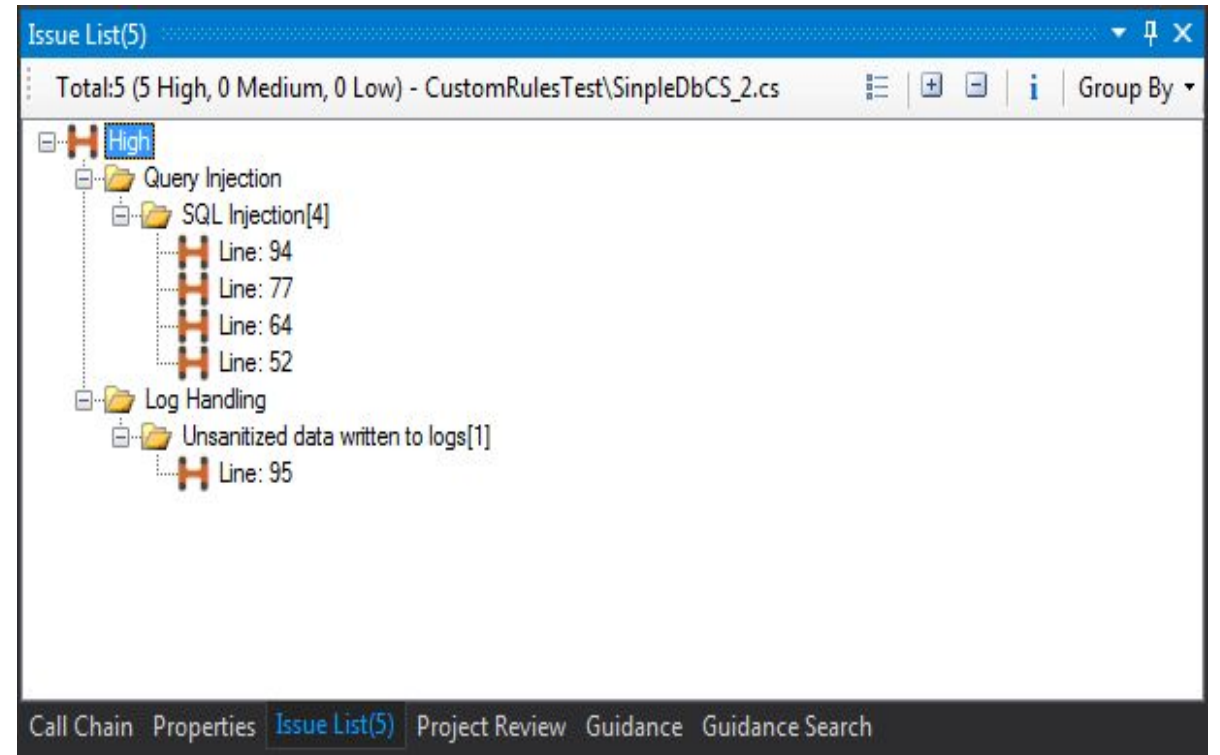 Issue List(5)
Total:5 (5 High, 0 Medium, 0 Low) - CustomRulesTest\SinpleDbCS_2.cs Group By
High
Query Injection
SQL Injection[4]
Line: 94
Line: 77
Line: 64
Line: 52
Log Handling
Unsanitized data written to logs[1]
Line: 95
Call Chain Properties Issue List(5) Project Review Guidance Guidance Search